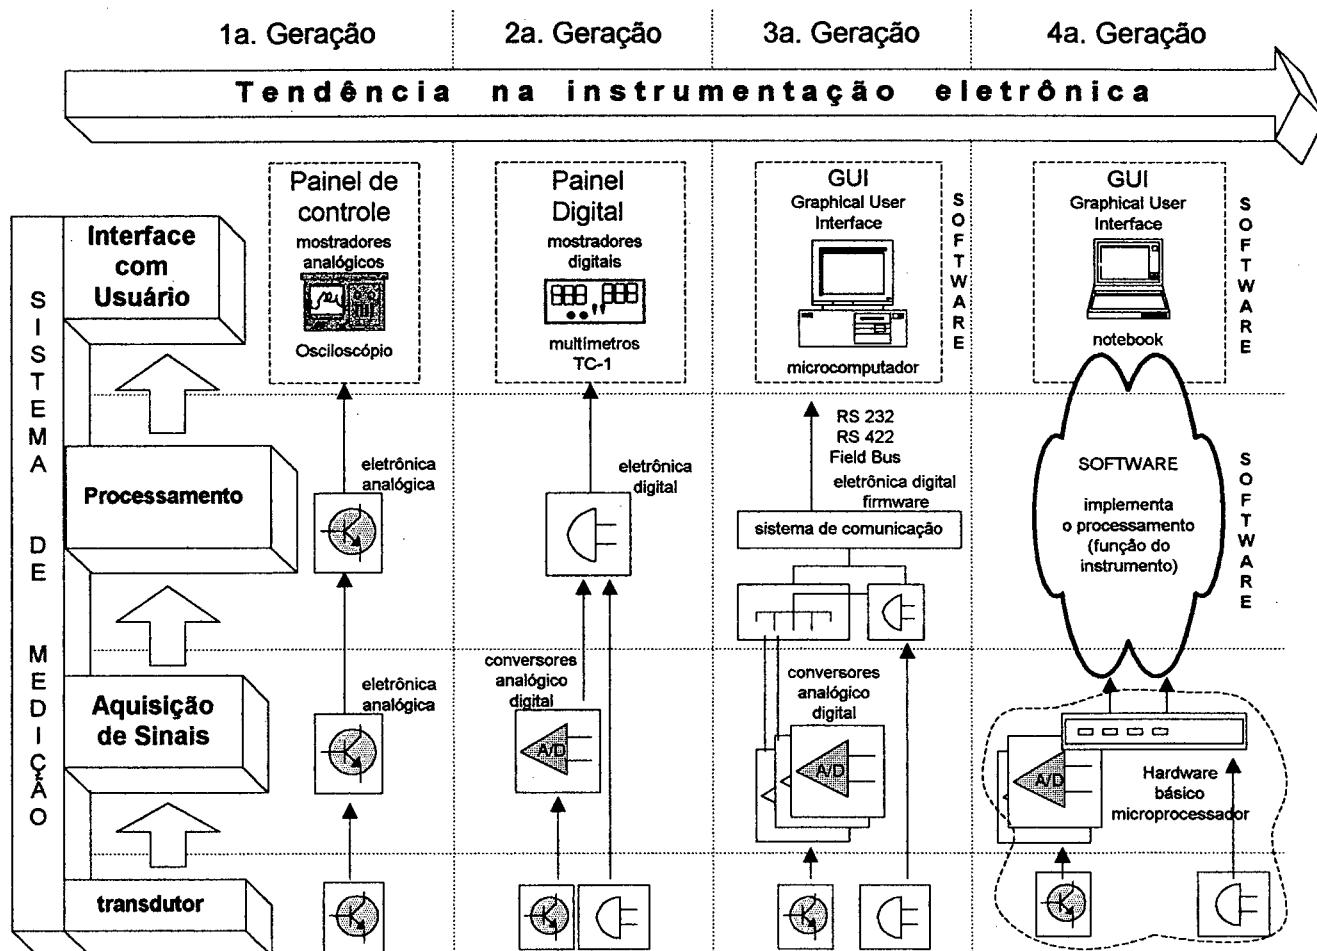 1a. Geração
2a. Geração
3a. Geração
4a. Geração
Tendência na instrumentação eletrônica
SISTEMA DE MEDIÇÃO
Interface
com
Usuário
Painel de
controle
mostradores
analógicos
Osciloscópio
Painel
Digital
mostradores
digitais
multímetros
TC-1
GUI
Graphical User
Interface
microcomputador
SOFTWARE
GUI
Graphical User
Interface
notebook
SOFTWARE
Processamento
eletrônica
analógica
eletrônica
digital
RS 232
RS 422
Field Bus
eletrônica digital
firmware
sistema de comunicação
SOFTWARE
implementa
o processamento
(função do
instrumento)
SOFTWARE
Aquisição
de Sinais
eletrônica
analógica
conversores
analógico
digital
A/D
conversores
analógico
digital
A/D
A/D
Hardware
básico
microprocessador
transdutor